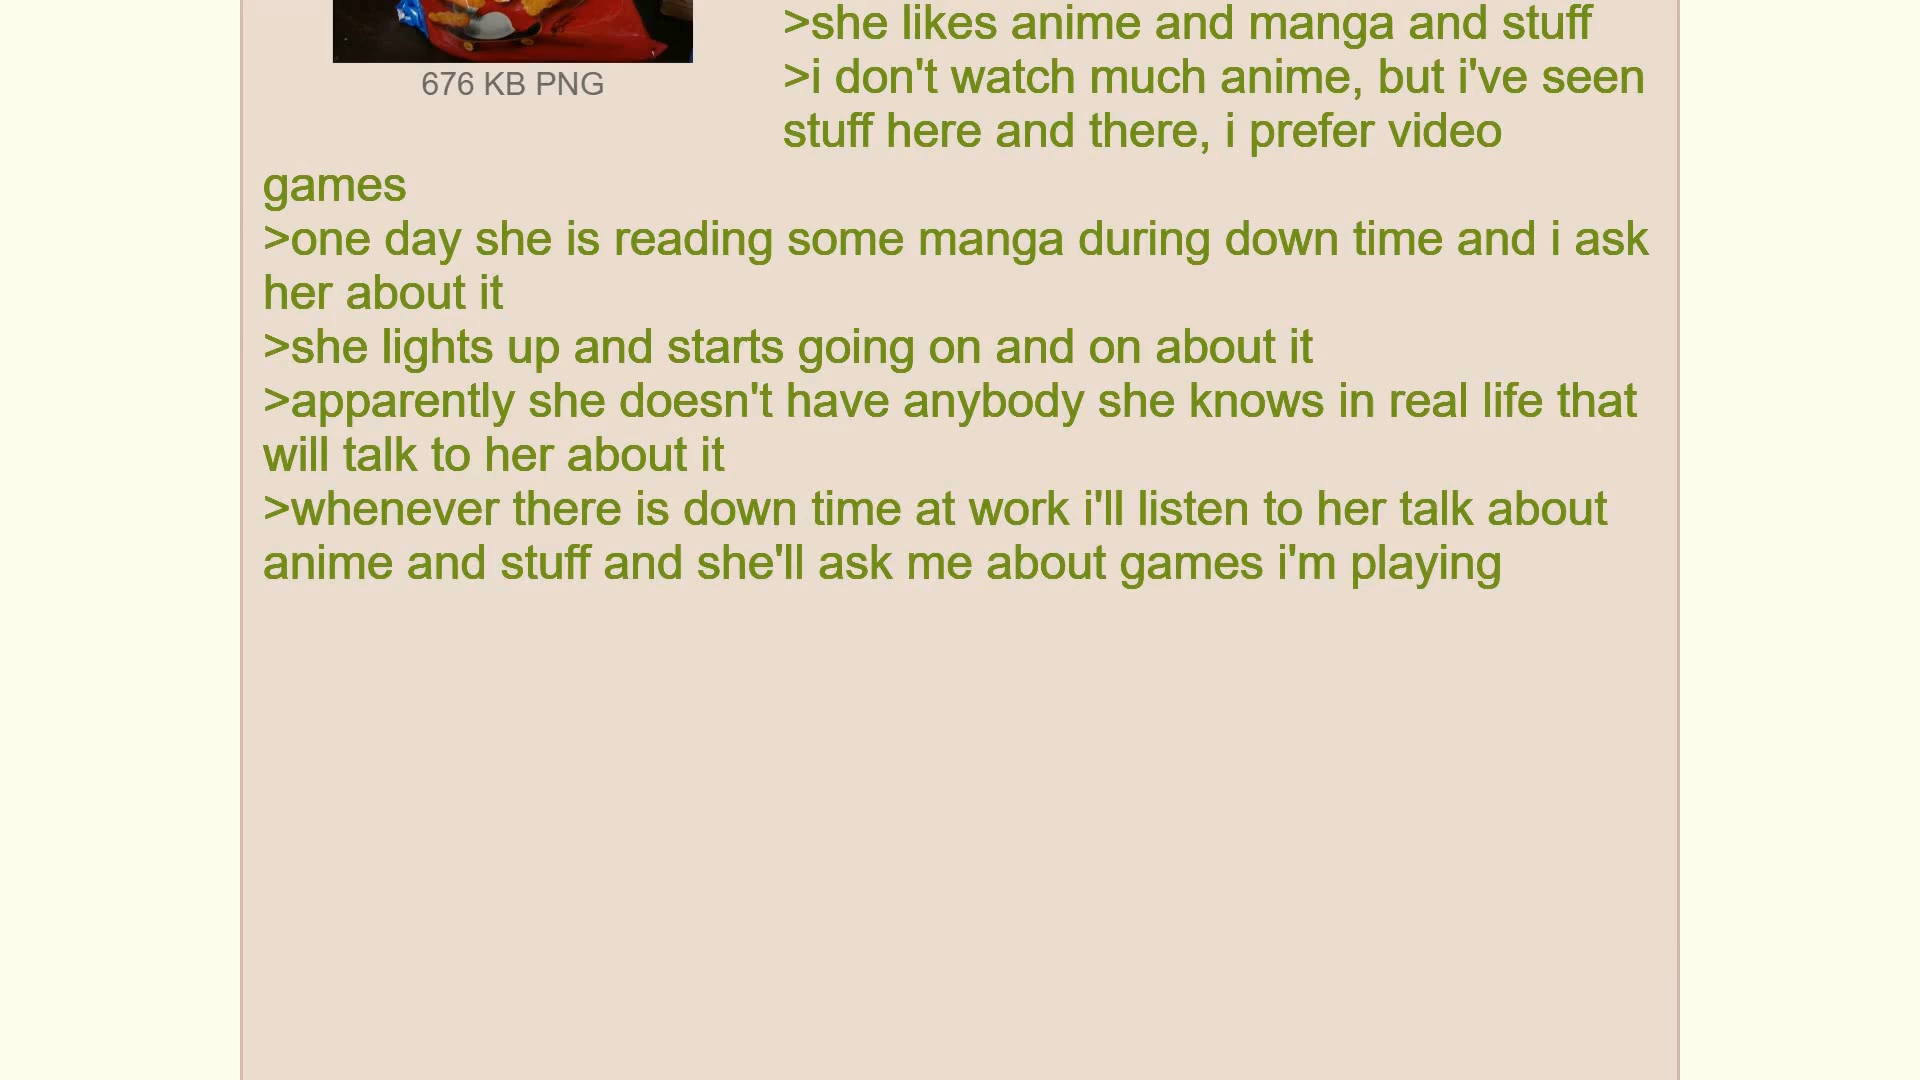 >she likes anime and manga and stuff
>i don't watch much anime, but i've seen
676 KB PNG
stuff here and there, i prefer video
games
>one day she is reading some manga during down time and i ask
her about it
>she lights up and starts going on and on about it
>apparently she doesn't have anybody she knows in real life that
will talk to her about it
>whenever there is down time at work i'll listen to her talk about
anime and stuff and she'll ask me about games i'm playing